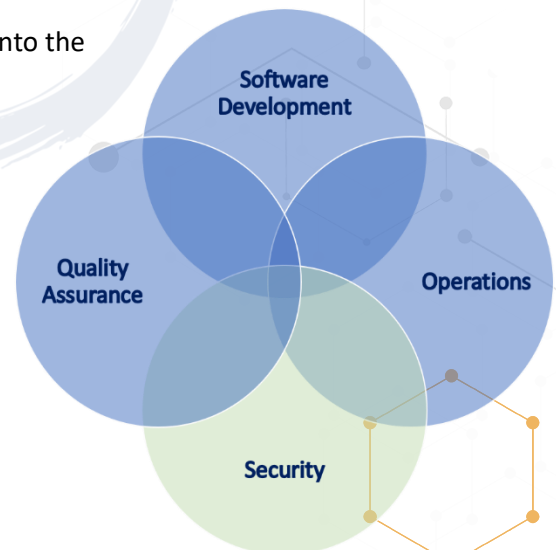 nto the
Software
Development
Quality
Assurance
Operations
Security